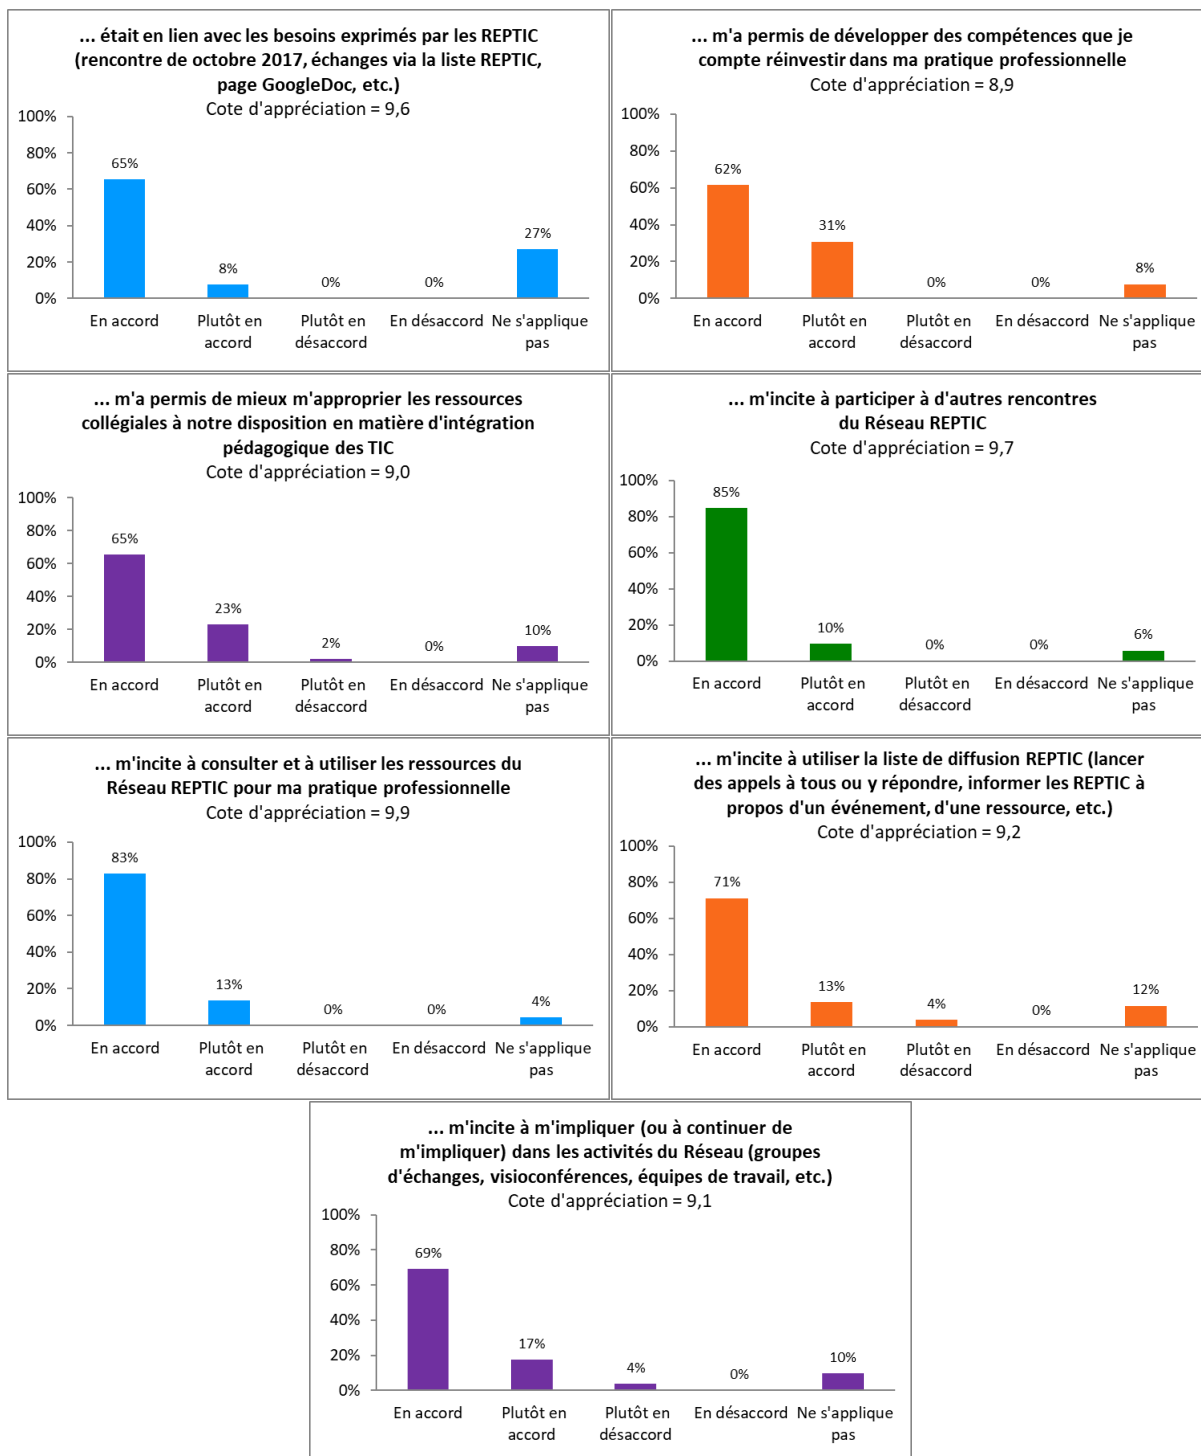 ... était en lien avec les besoins exprimés par les REPTIC
(rencontre de octobre 2017, échanges via la liste REPTIC,
page GoogleDoc, etc.)
Cote d'appréciation = 9,6
100%
80%
60%
40%
20%
0%
65%
8%
0%
0%
27%
En accord
Plutôt en
accord
Plutôt en
désaccord
En désaccord
Ne s'applique
pas
... m'a permis de développer des compétences que je
compte réinvestir dans ma pratique professionnelle
Cote d'appréciation = 8,9
100%
80%
60%
40%
20%
0%
62%
31%
0%
0%
8%
En accord
Plutôt en
accord
Plutôt en
désaccord
En désaccord
Ne s'applique
pas
... m'a permis de mieux m'approprier les ressources
collégiales à notre disposition en matière d'intégration
pédagogique des TIC
Cote d'appréciation = 9,0
100%
80%
60%
40%
20%
0%
65%
23%
2%
0%
10%
En accord
Plutôt en
accord
Plutôt en
désaccord
En désaccord
Ne s'applique
pas
... m'incite à participer à d'autres rencontres
du Réseau REPTIC
Cote d'appréciation = 9,7
100%
80%
60%
40%
20%
0%
85%
10%
0%
0%
6%
En accord
Plutôt en
accord
Plutôt en
désaccord
En désaccord
Ne s'applique
pas
... m'incite à consulter et à utiliser les ressources du
Réseau REPTIC pour ma pratique professionnelle
Cote d'appréciation = 9,9
100%
80%
60%
40%
20%
0%
83%
13%
0%
0%
4%
En accord
Plutôt en
accord
Plutôt en
désaccord
En désaccord
Ne s'applique
pas
... m'incite à utiliser la liste de diffusion REPTIC (lancer
des appels à tous ou y répondre, informer les REPTIC à
propos d'un événement, d'une ressource, etc.)
Cote d'appréciation = 9,2
100%
80%
60%
40%
20%
0%
71%
13%
4%
0%
12%
En accord
Plutôt en
accord
Plutôt en
désaccord
En désaccord
Ne s'applique
pas
... m'incite à m'impliquer (ou à continuer de
m'impliquer) dans les activités du Réseau (groupes
d'échanges, visioconférences, équipes de travail, etc.)
Cote d'appréciation = 9,1
100%
80%
60%
40%
20%
0%
69%
17%
4%
0%
10%
En accord
Plutôt en
accord
Plutôt en
désaccord
En désaccord
Ne s'applique
pas